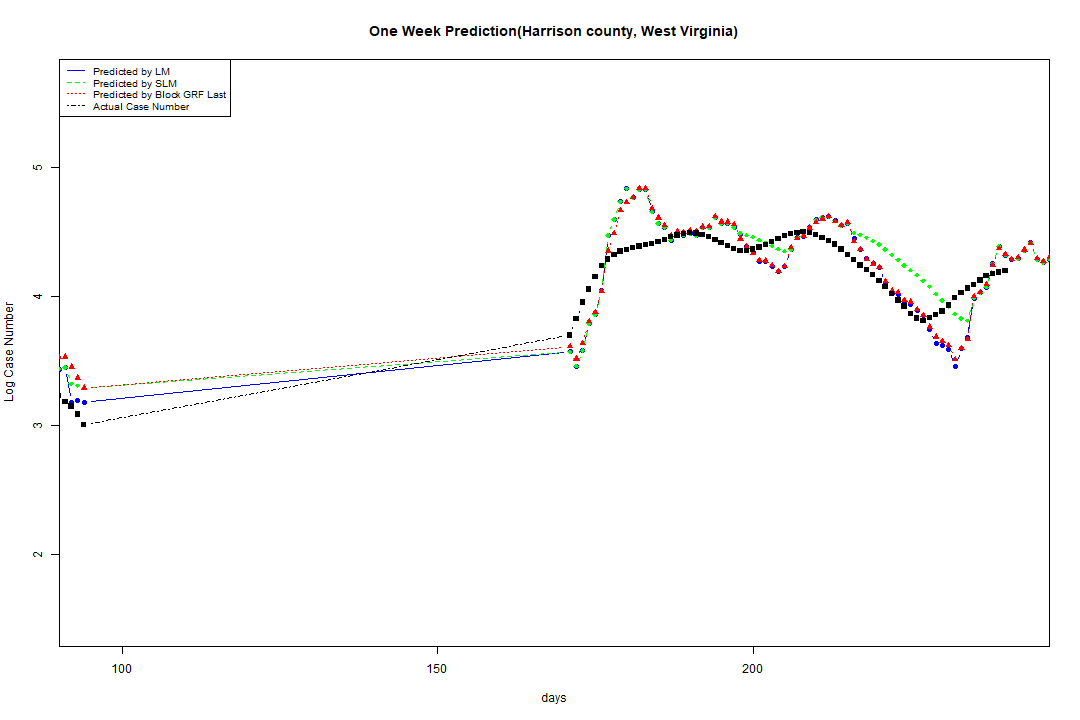 One Week Prediction(Harrison county, West Virginia)
Predicted by LM
Predicted by SLM
Predicted by Block GRF Last
Actual Case Number
5
4
3
2
Log Case Number
100 150 200
days